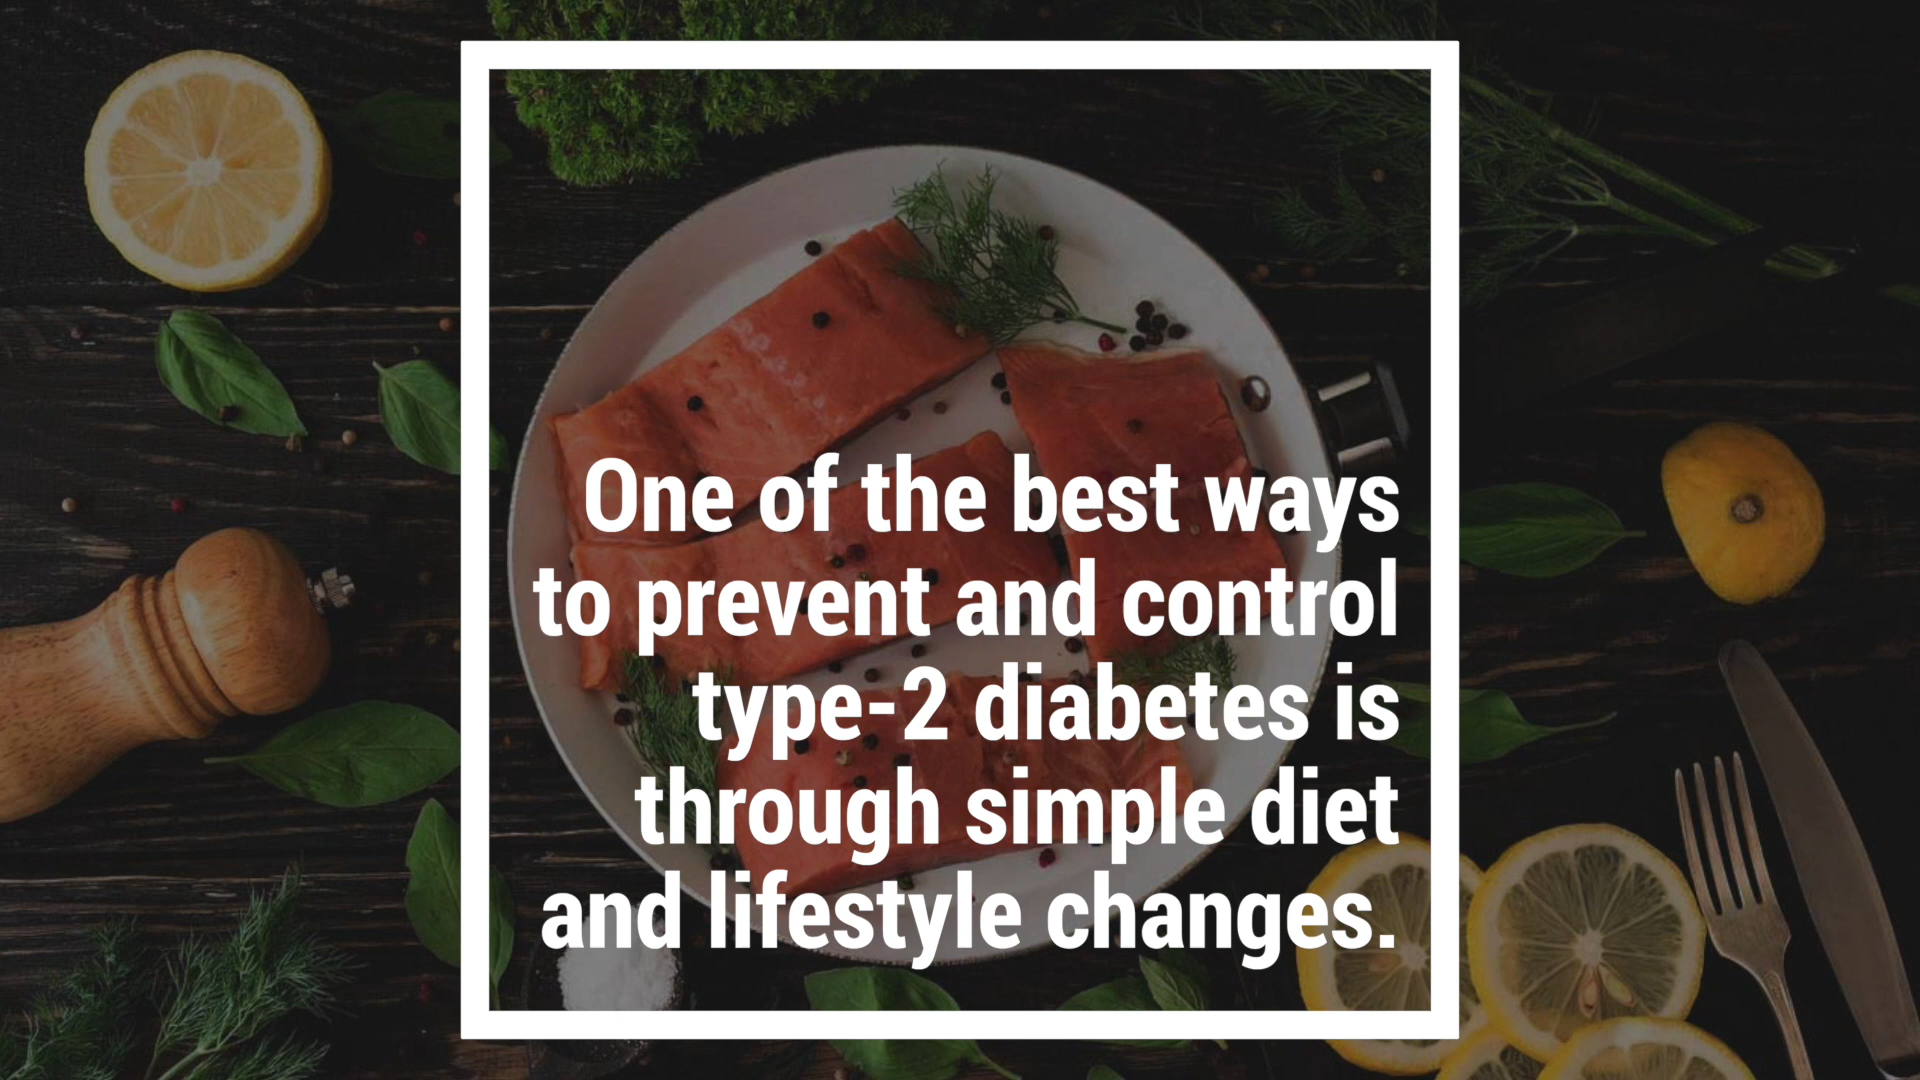 One of the best ways
to prevent and control
type-2 diabetes is
through simple diet
and lifestyle changes.